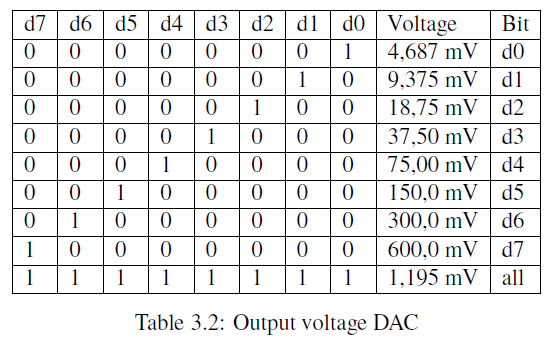 d7 d6 d5 d4 d3 d2 d1 d0 Voltage Bit
0 0 0 0 0 0 0 1 4,687 mV d0
0 0 0 0 0 0 1 0 9,375 mV d1
0 0 0 0 0 1 0 0 18,75 mV d2
0 0 0 0 1 0 0 0 37,50 mV d3
0 0 0 1 0 0 0 0 75,00 mV d4
0 0 1 0 0 0 0 0 150,0 mV d5
0 1 0 0 0 0 0 0 300,0 mV d6
1 0 0 0 0 0 0 0 600,0 mV d7
1 1 1 1 1 1 1 1 1,195 mV all
Table 3.2: Output voltage DAC